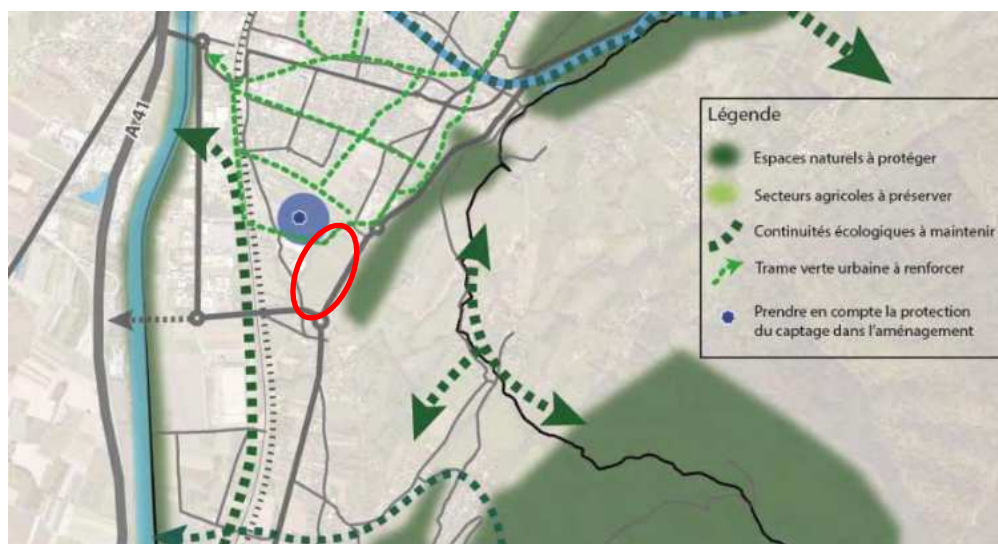 A 41
Légende
Espaces naturels à protéger
Secteurs agricoles à préserver
Continuités écologiques à maintenir
Trame verte urbaine à renforcer
Prendre en compte la protection
du captage dans l'aménagement